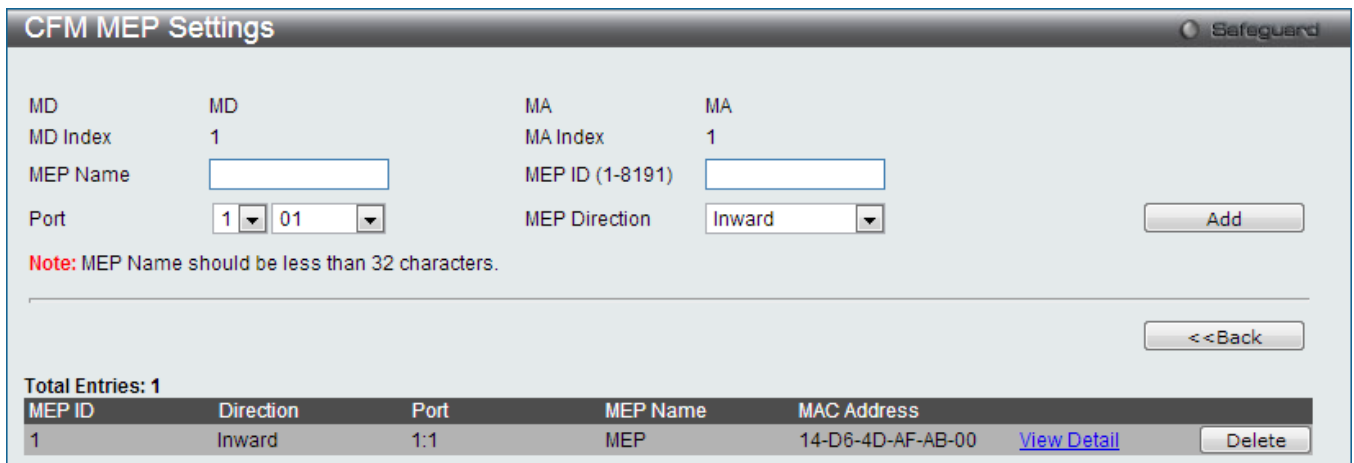 CFM MEP Settings Safeguard
MD MD MA MA
MD Index 1 MA Index 1
MEP Name MEP ID (1-8191)
Port 1 01 MEP Direction Inward Add
Note: MEP Name should be less than 32 characters.
<<Back
Total Entries: 1
MEP ID Direction Port MEP Name MAC Address
1 Inward 1:1 MEP 14-D6-4D-AF-AB-00 View Detail Delete